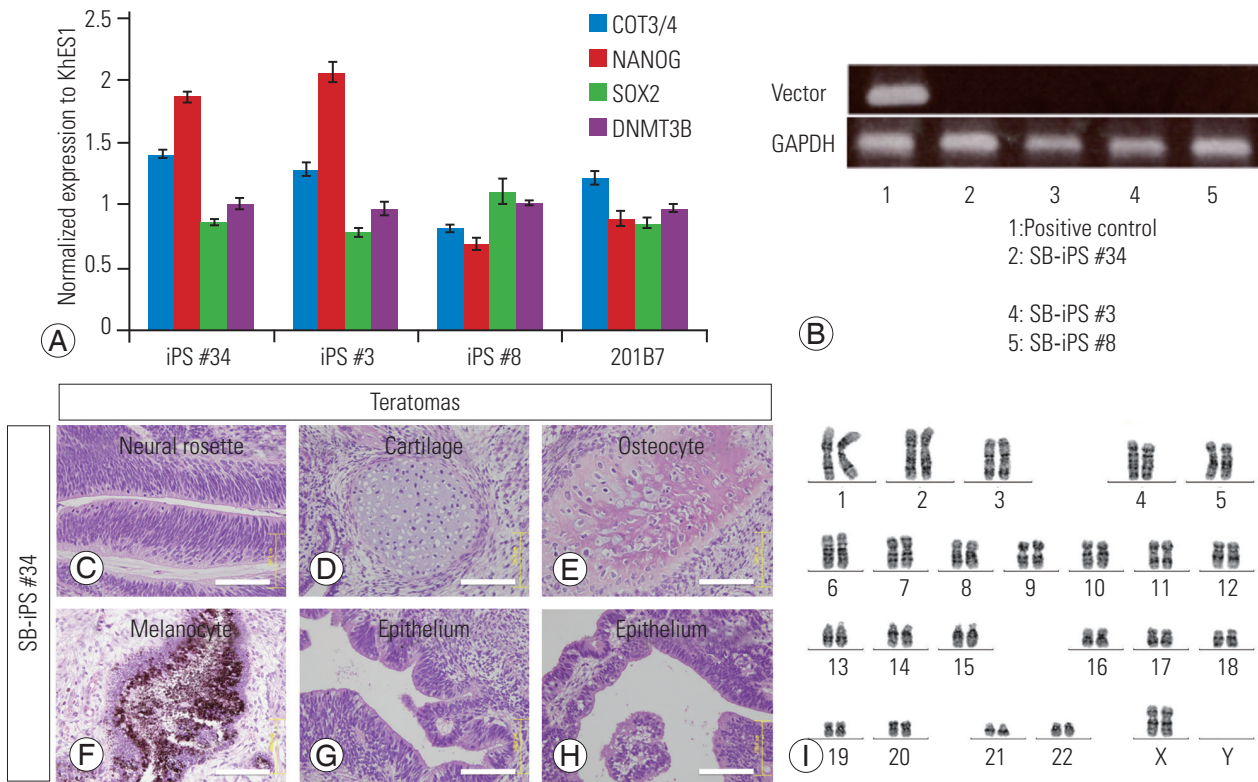 2.5
2
1.5
1
0.5
0
Normalized expression to KhES1
COT3/4
NANOG
SOX2
DNMT3B
iPS #34
iPS #3
iPS #8
201B7
A
Vector
GAPDH
1 2 3 4 5
1:Positive control
2: SB-iPS #34
4: SB-iPS #3
5: SB-iPS #8
B
Teratomas
SB-iPS #34
Neural rosette
C
Cartilage
D
Osteocyte
E
Melanocyte
F
Epithelium
G
Epithelium
H
1 2 3 4 5
6 7 8 9 10 11 12
13 14 15 16 17 18
19 20 21 22 X Y
I